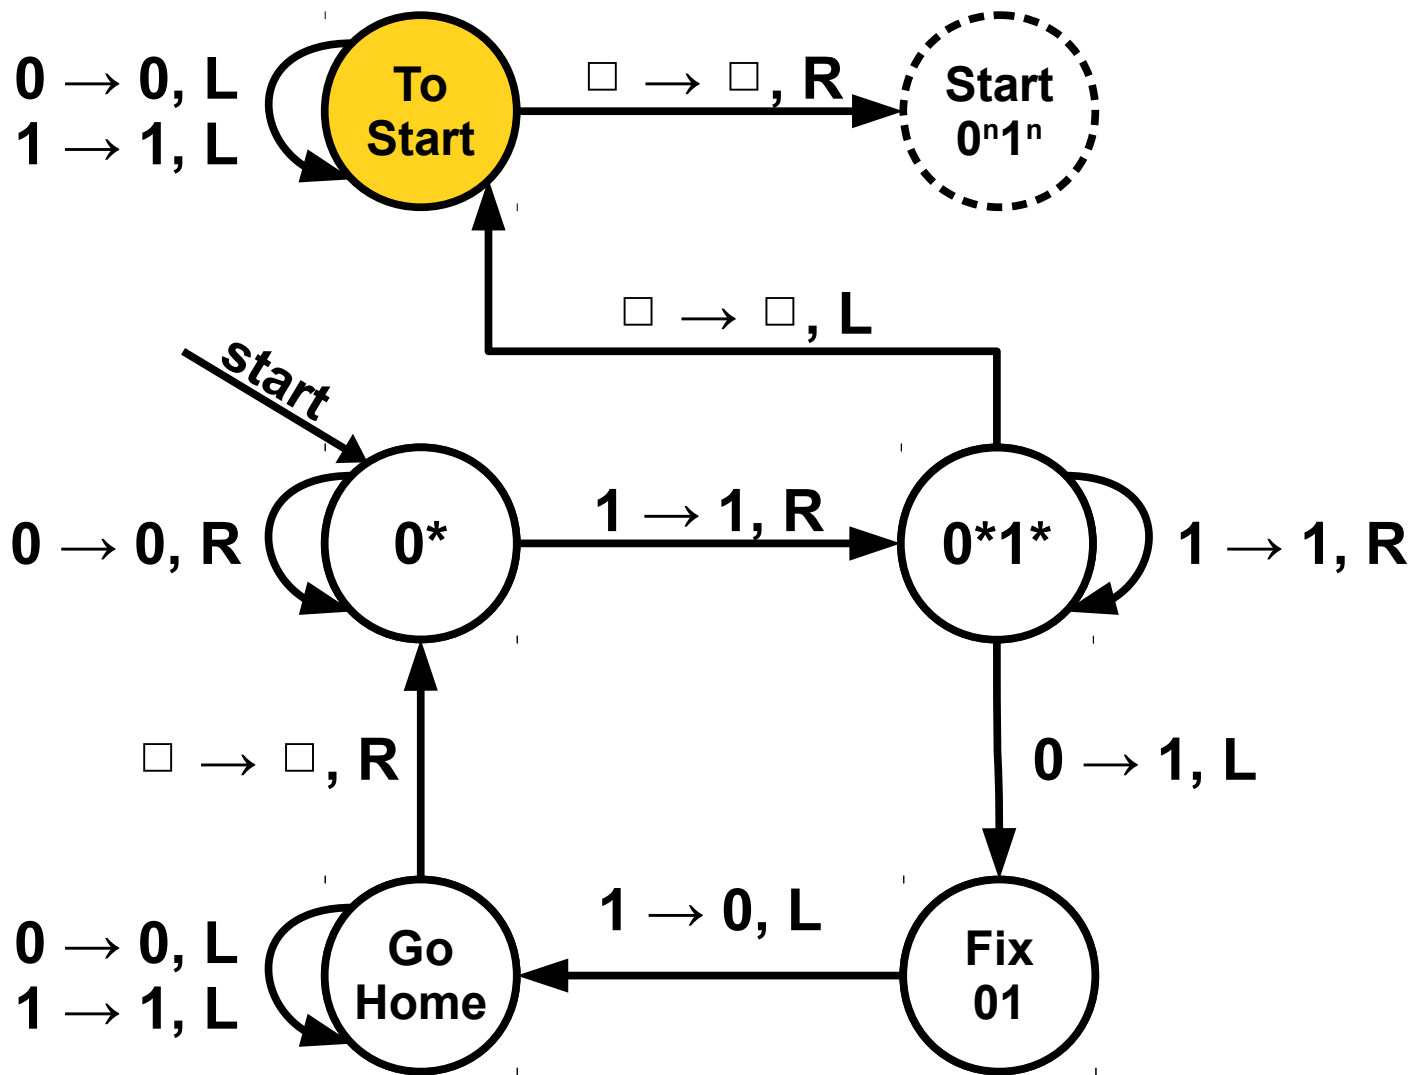 0 → 0, L
1 → 1, L
To
Start
□ → □, R
Start
0ⁿ1ⁿ
□ → □, L
start
0 → 0, R
0*
1 → 1, R
0*1*
1 → 1, R
□ → □, R
0 → 1, L
0 → 0, L
1 → 1, L
Go
Home
1 → 0, L
Fix
01